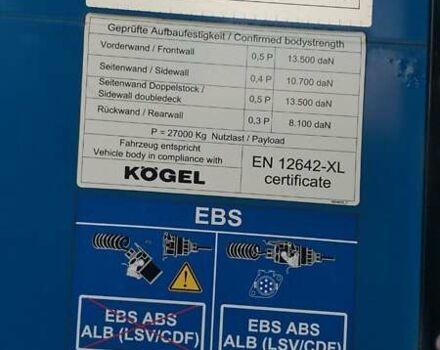 Geprüfte Aufbaufestigkeit / Confirmed bodystrength
Vorderwand / Frontwall 0,5 P 13.500 daN
Seitenwand / Sidewall 0,4 P 10.700 daN
Seitenwand Doppelstock /
Sidewall doubledeck 0,5 P 13.500 daN
Rückwand / Rearwall 0,3 P 8.100 daN
P = 27000 Kg Nutzlast / Payload
Fahrzeug entspricht
Vehicle body in compliance with
KÖGEL
EN 12642-XL
certificate
EBS
EBS ABS
ALB (LSV/CDF)
EBS ABS
ALB (LSV/CDF)